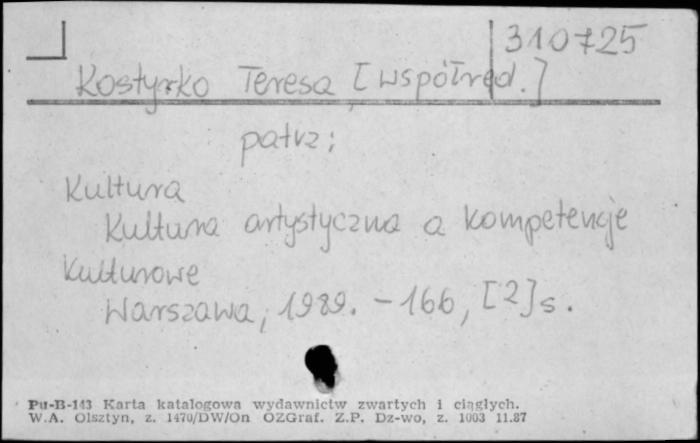 310725
Kostyrko Teresa [współred.]
patrz:
Kultura
Kultura artystyczna a kompetencje
kulturowe
Warszawa, 1989. - 166, [2] s.
Pu-B-143 Karta katalogowa wydawnictw zwartych i ciągłych.
W.A. Olsztyn, z. 1470/DW/On OZGraf. Z.P. Dz-wo, z. 1003 11.87